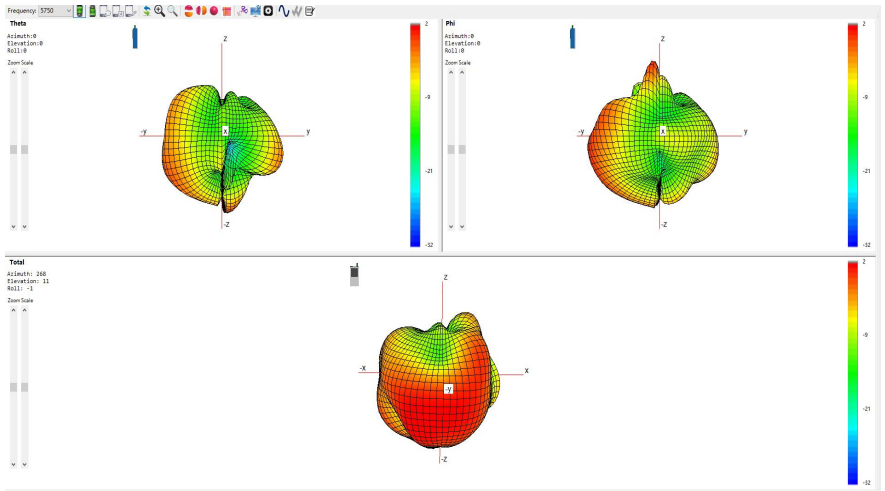 Frequency: 5750
Theta
Azimuth:0
Elevation:0
Roll:0
Zoom Scale
Z
-y
X
y
-Z
2
-9
-21
-32
Phi
Azimuth:0
Elevation:0
Roll:0
Zoom Scale
Z
-y
X
y
-Z
2
-9
-21
-32
Total
Azimuth: 268
Elevation: 11
Roll: -1
Zoom Scale
Z
-X
-y
X
-Z
2
-9
-21
-32